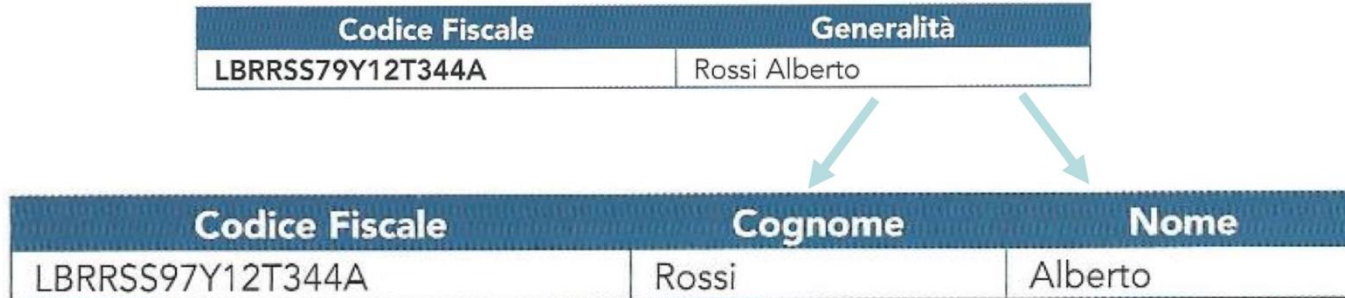 Codice Fiscale Generalità
LBRRSS79Y12T344A Rossi Alberto
Codice Fiscale Cognome Nome
LBRRSS97Y12T344A Rossi Alberto